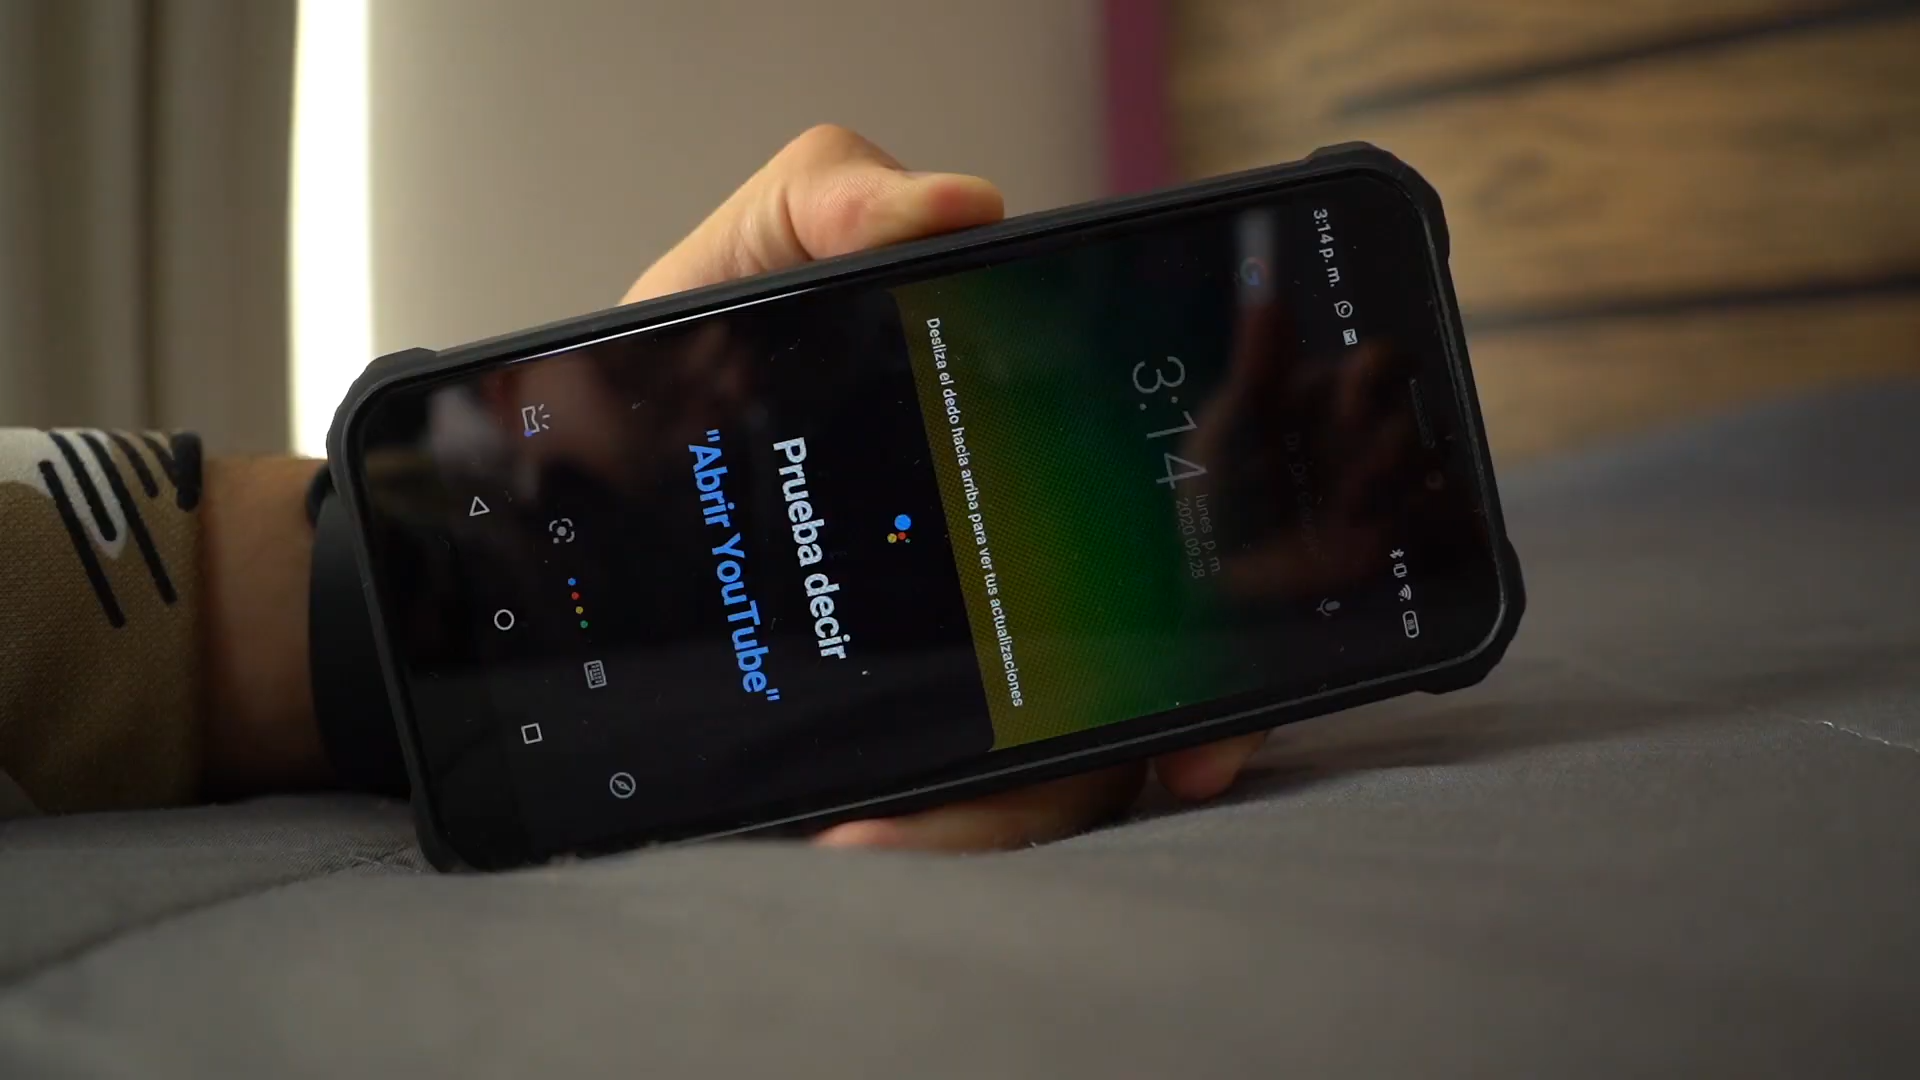 3:14 p. m.
88
3:14
lunes p. m.
2020 09.28
Desliza el dedo hacia arriba para ver tus actualizaciones
Prueba decir
"Abrir YouTube"